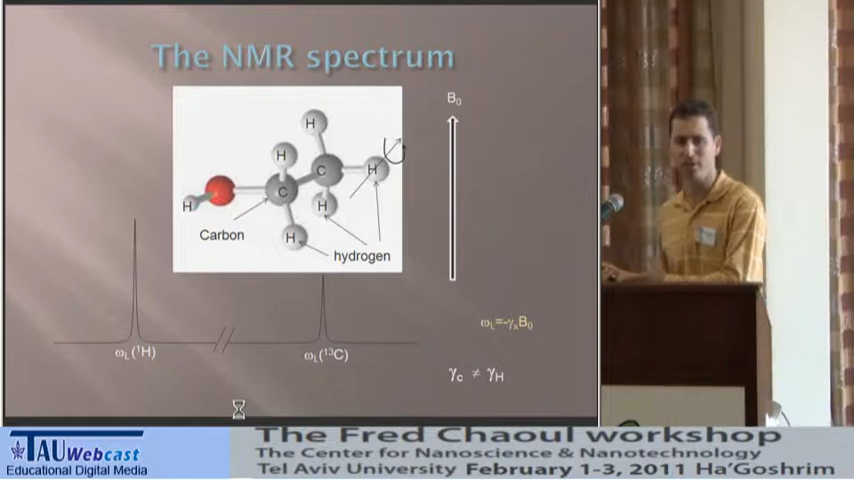 The NMR spectrum
B₀
H
H
C
H
C
H
H
H
Carbon
hydrogen
ωL=-γxB₀
ωL(¹H)
ωL(¹³C)
γC ≠ γH
TAU Webcast
Educational Digital Media
The Fred Chaoul workshop
The Center for Nanoscience & Nanotechnology
Tel Aviv University February 1-3, 2011 Ha'Goshrim